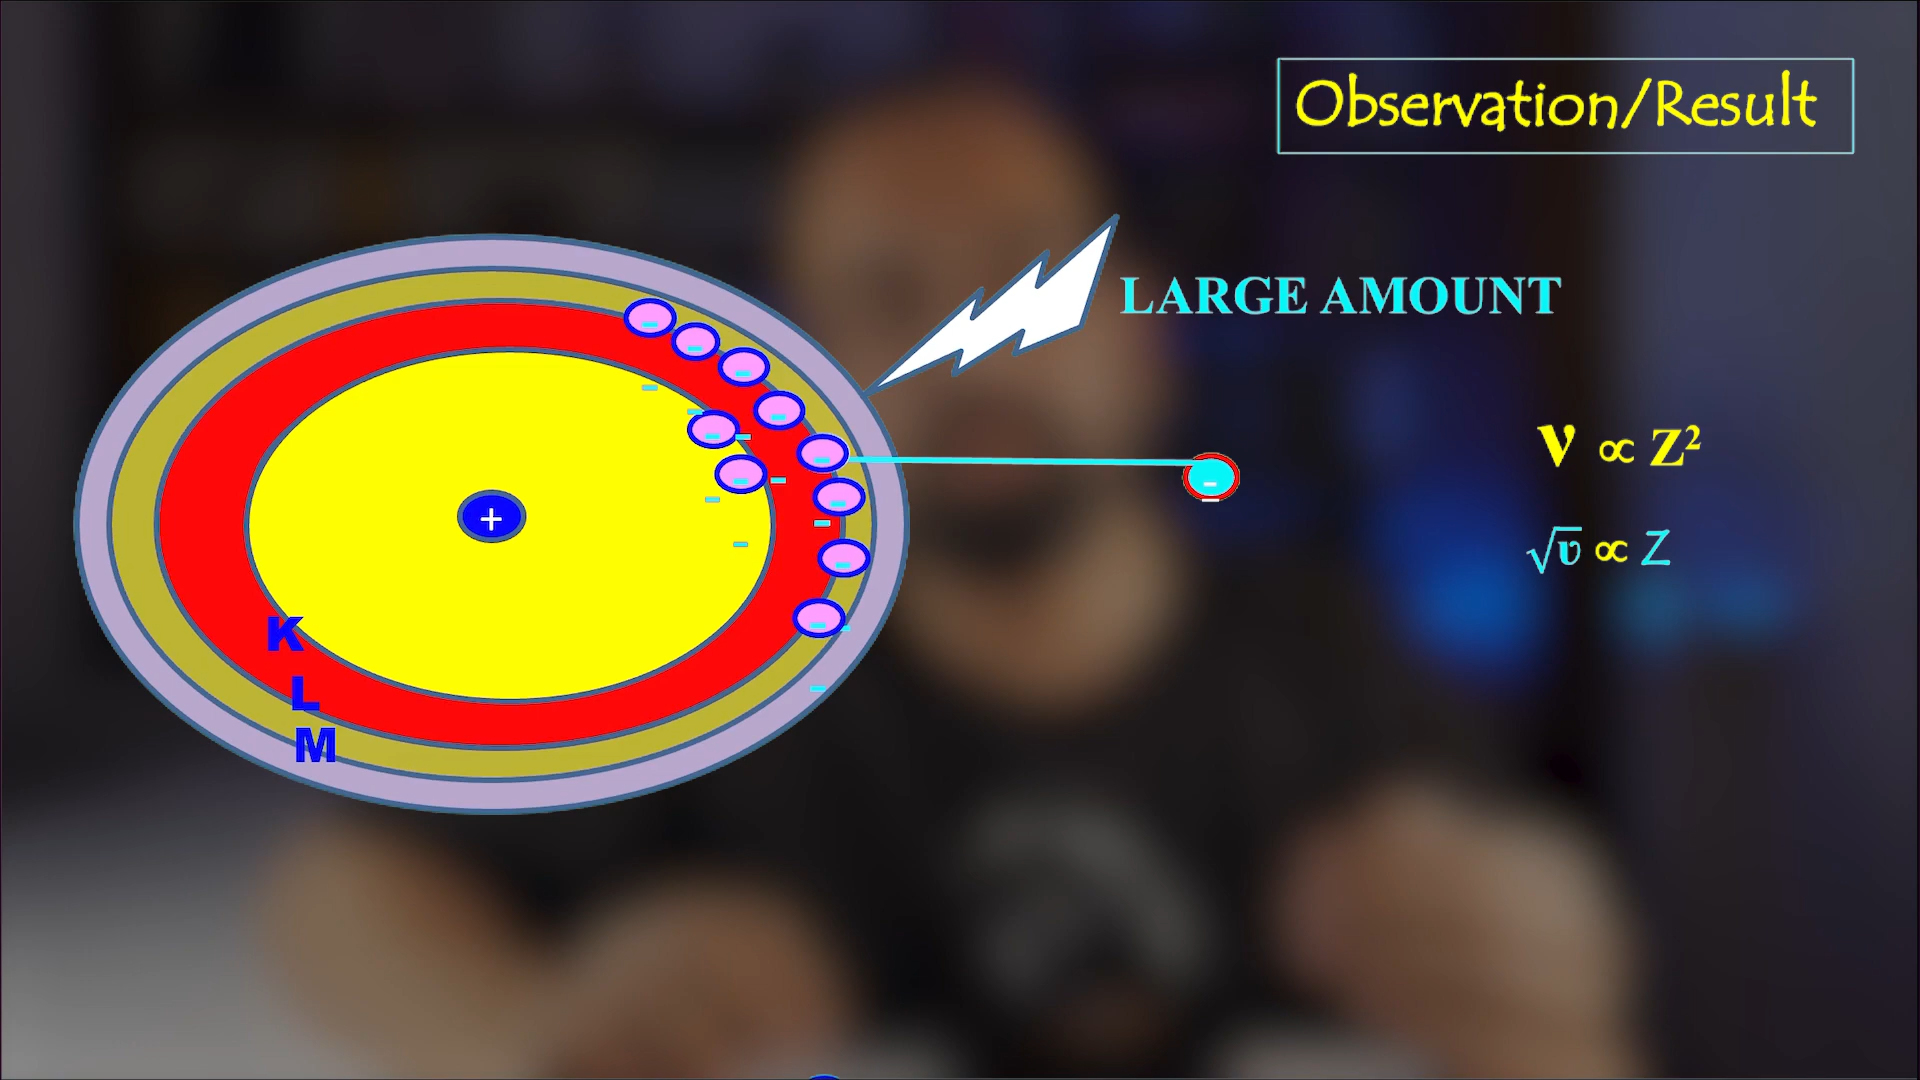 Observation/Result
LARGE AMOUNT
ν ∝ Z²
√υ ∝ Z
+
K
L
M